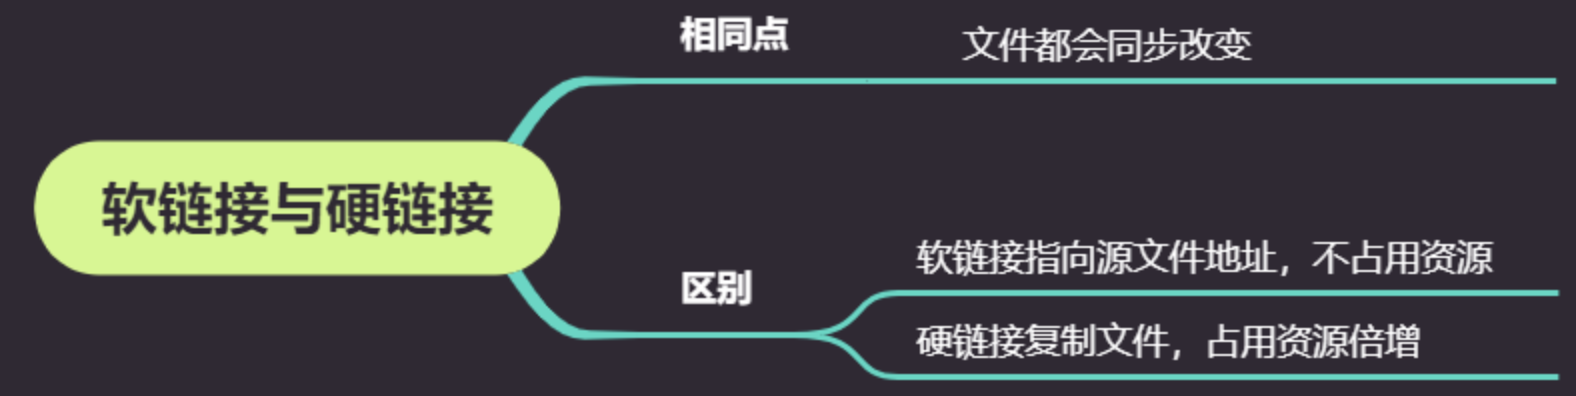 相同点
文件都会同步改变
软链接与硬链接
区别
软链接指向源文件地址，不占用资源
硬链接复制文件，占用资源倍增